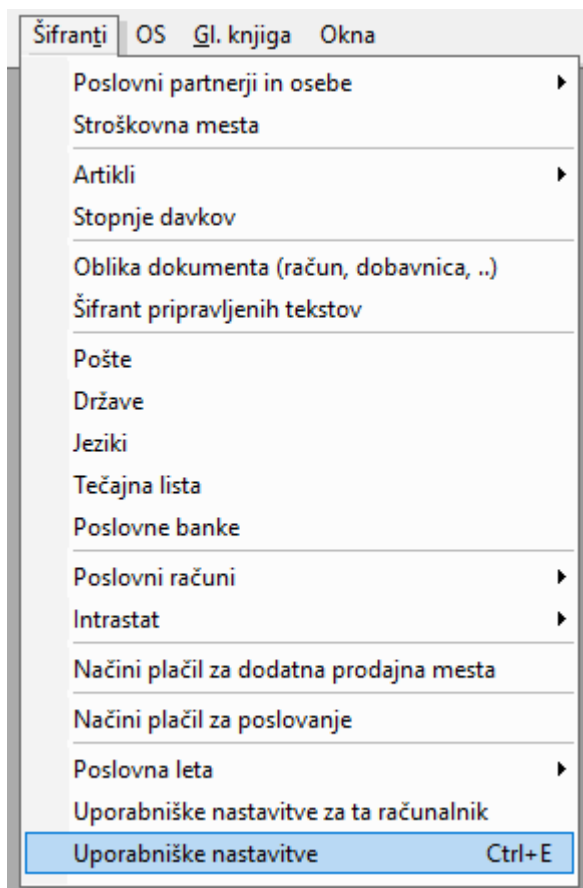 Šifranti OS Gl. knjiga Okna
Poslovni partnerji in osebe
Stroškovna mesta
Artikli
Stopnje davkov
Oblika dokumenta (račun, dobavnica, ..)
Šifrant pripravljenih tekstov
Pošte
Države
Jeziki
Tečajna lista
Poslovne banke
Poslovni računi
Intrastat
Načini plačil za dodatna prodajna mesta
Načini plačil za poslovanje
Poslovna leta
Uporabniške nastavitve za ta računalnik
Uporabniške nastavitve Ctrl+E